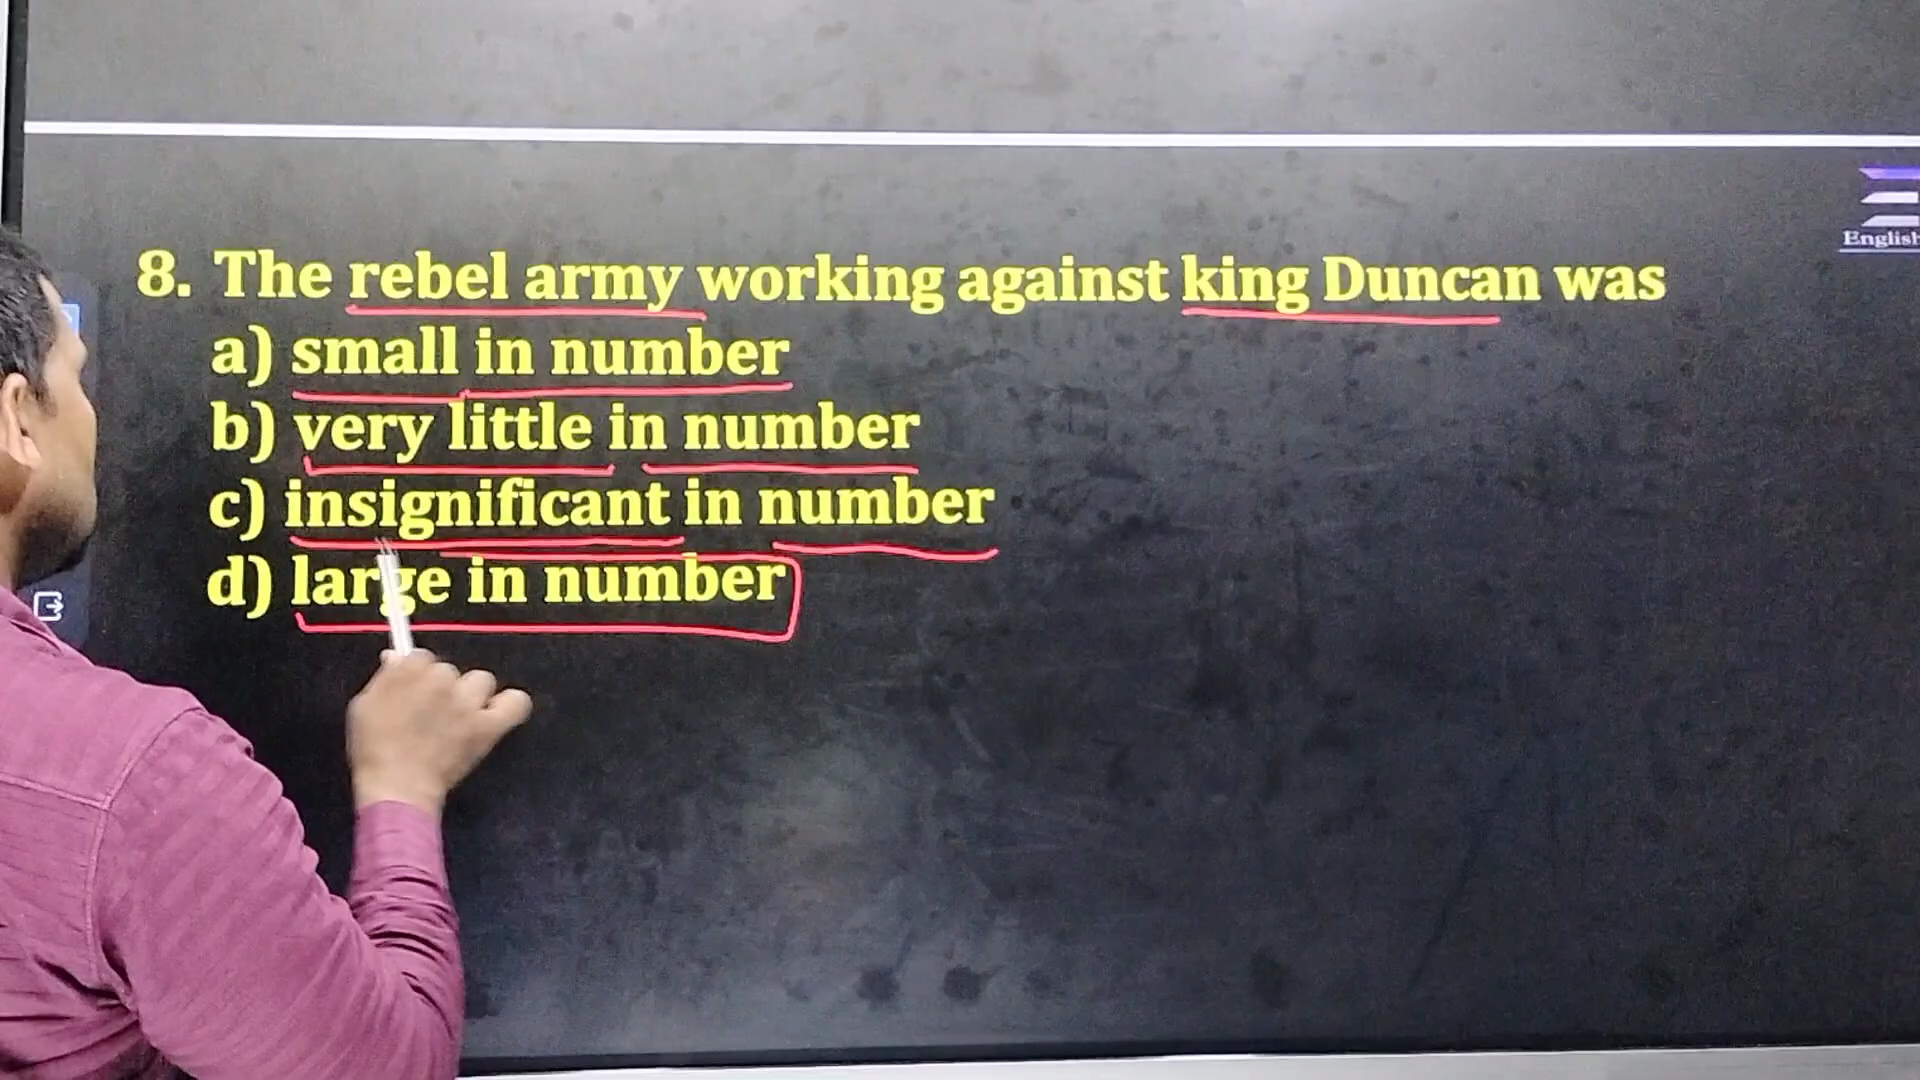 English
8. The rebel army working against king Duncan was
a) small in number
b) very little in number
c) insignificant in number
d) large in number